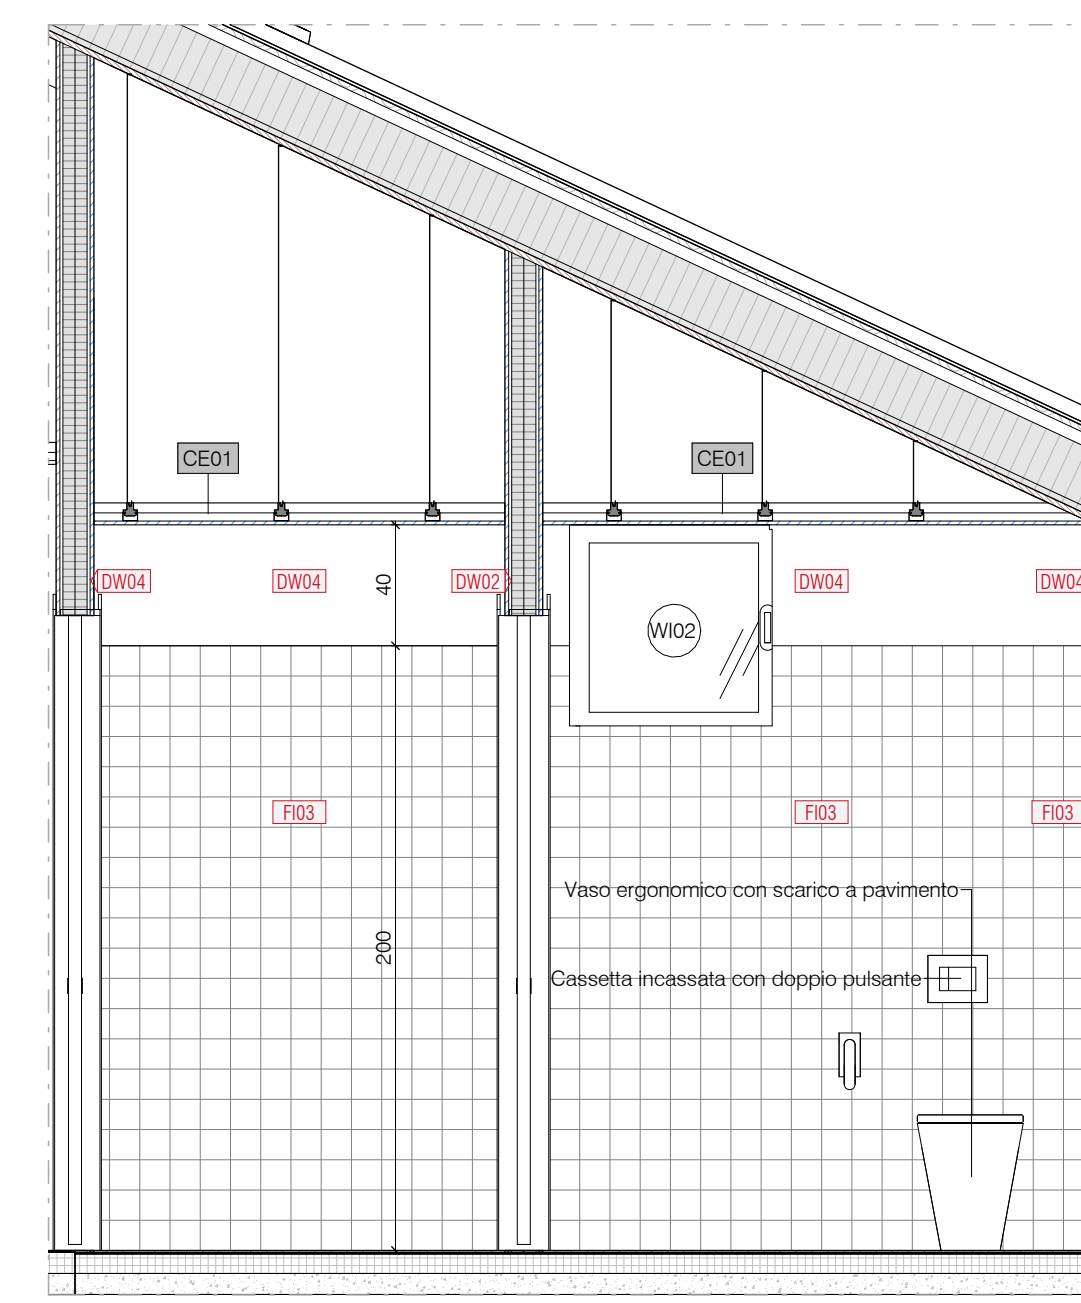 CE01
CE01
DW04
DW04
40
DW02
DW04
DW04
WI02
FI03
FI03
FI03
Vaso ergonomico con scarico a pavimento
200
Cassetta incassata con doppio pulsante